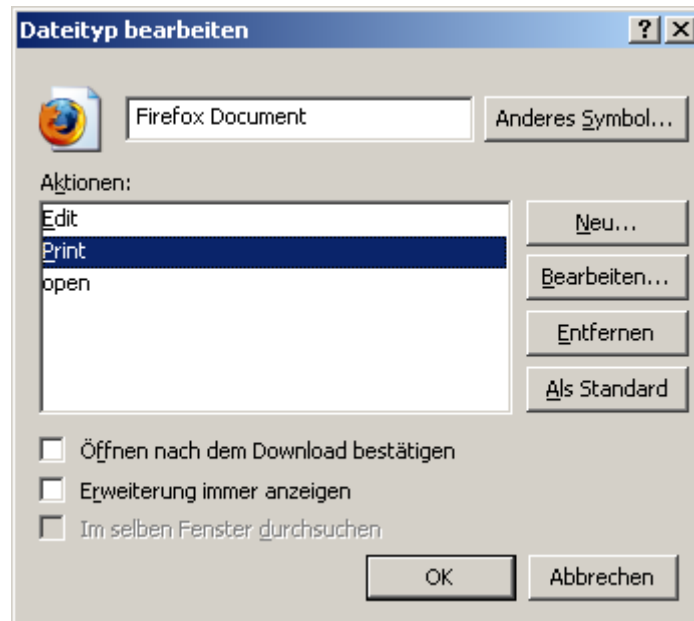 Dateityp bearbeiten
Firefox Document
Anderes Symbol...
Aktionen:
Edit
Print
open
Neu...
Bearbeiten...
Entfernen
Als Standard
Öffnen nach dem Download bestätigen
Erweiterung immer anzeigen
Im selben Fenster durchsuchen
OK
Abbrechen